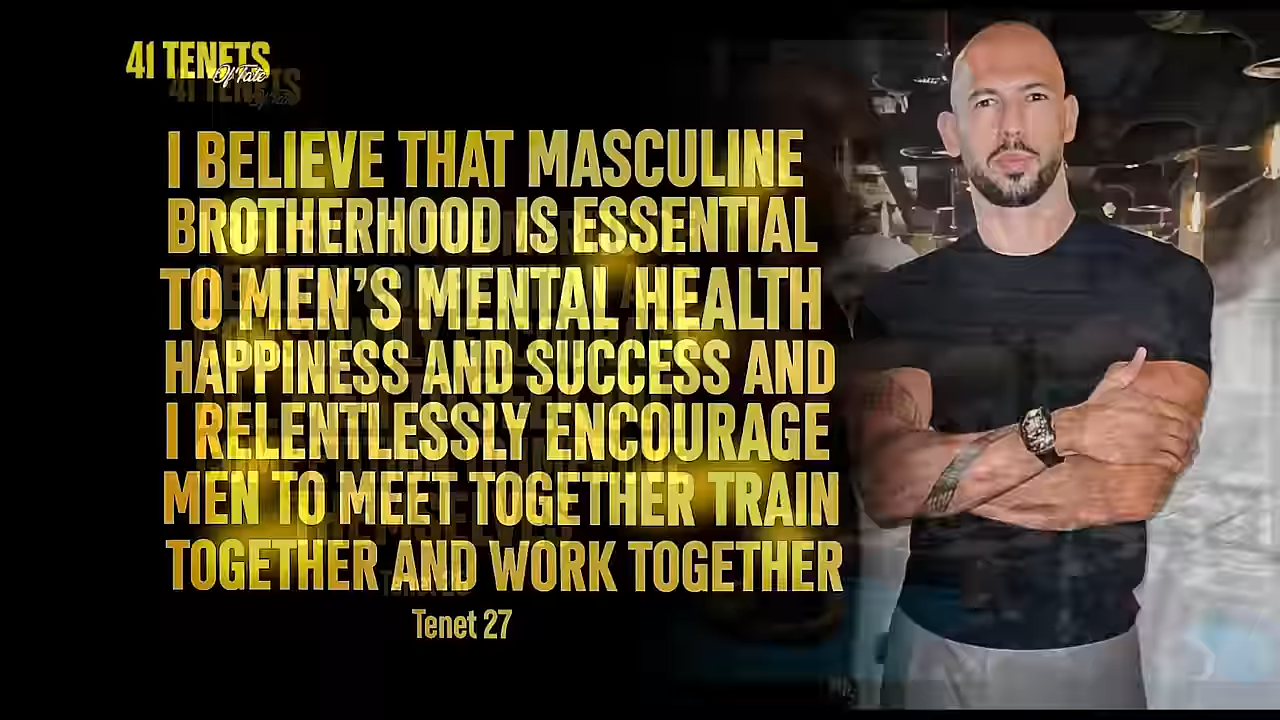 41 TENETS
Of Tate
I BELIEVE THAT MASCULINE
BROTHERHOOD IS ESSENTIAL
TO MEN'S MENTAL HEALTH
HAPPINESS AND SUCCESS AND
I RELENTLESSLY ENCOURAGE
MEN TO MEET TOGETHER TRAIN
TOGETHER AND WORK TOGETHER
Tenet 27